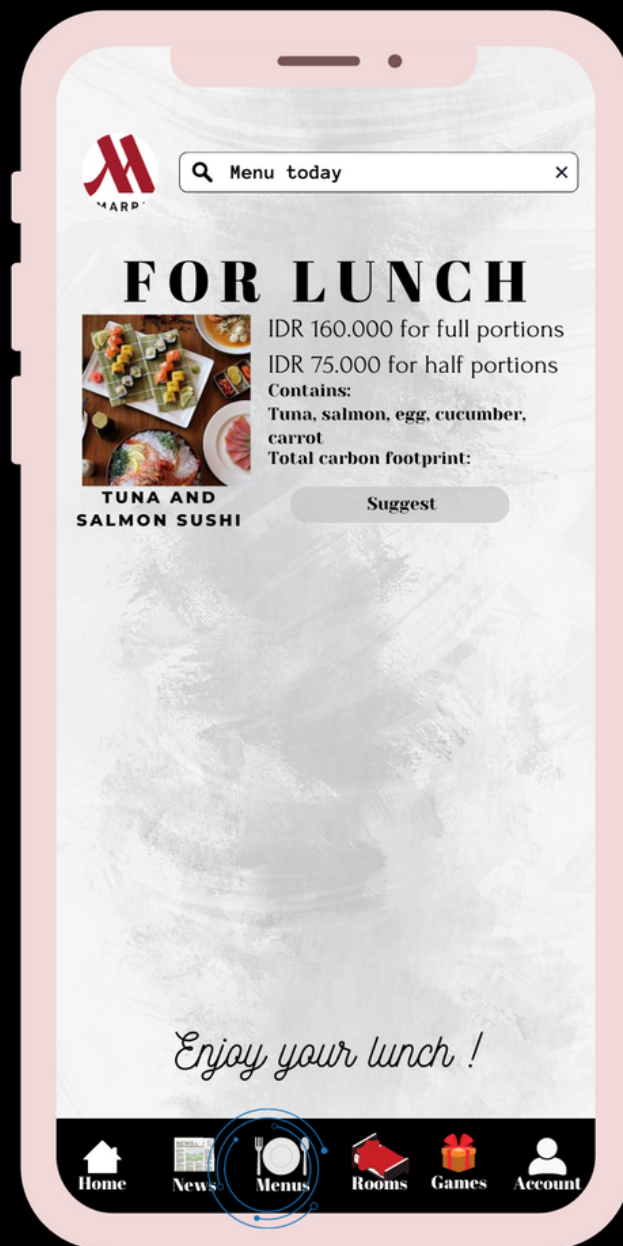 Menu today
FOR LUNCH
IDR 160.000 for full portions
IDR 75.000 for half portions
Contains:
Tuna, salmon, egg, cucumber,
carrot
Total carbon footprint:
TUNA AND
SALMON SUSHI
Suggest
Enjoy your lunch !
NEWS
Home
News
Menus
Rooms
Games
Account